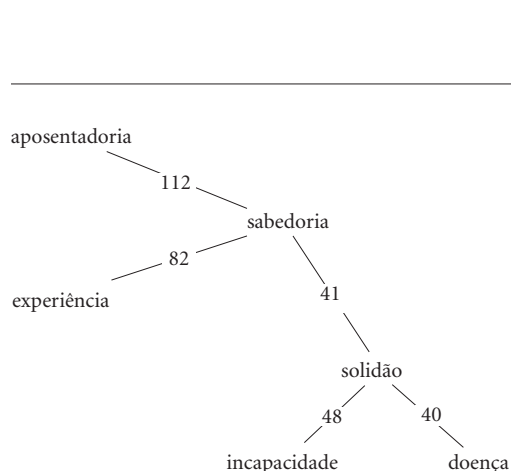 aposentadoria
112
sabedoria
82
experiência
41
solidão
48
40
incapacidade
doença